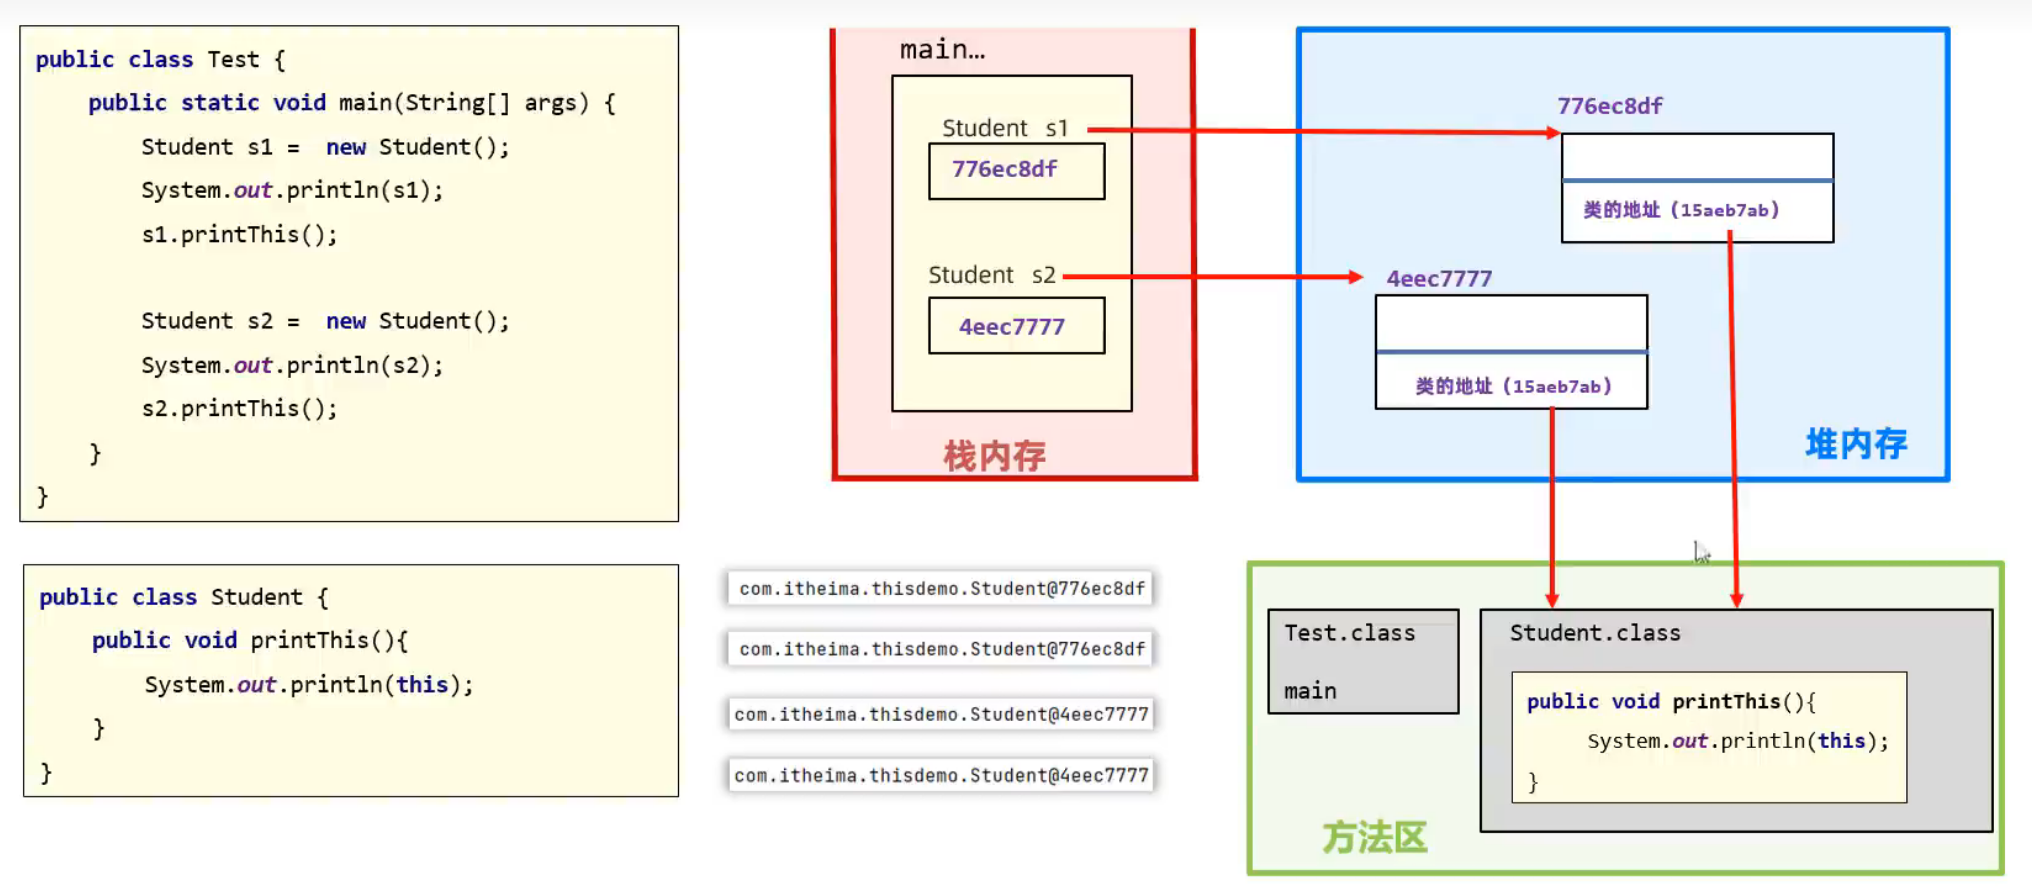 public class Test {
public static void main(String[] args) {
Student s1 = new Student();
System.out.println(s1);
s1.printThis();
Student s2 = new Student();
System.out.println(s2);
s2.printThis();
}
}
public class Student {
public void printThis(){
System.out.println(this);
}
}
main…
Student s1
776ec8df
Student s2
4eec7777
栈内存
776ec8df
类的地址（15aeb7ab）
4eec7777
类的地址（15aeb7ab）
堆内存
com.itheima.thisdemo.Student@776ec8df
com.itheima.thisdemo.Student@776ec8df
com.itheima.thisdemo.Student@4eec7777
com.itheima.thisdemo.Student@4eec7777
Test.class
main
Student.class
public void printThis(){
System.out.println(this);
}
方法区